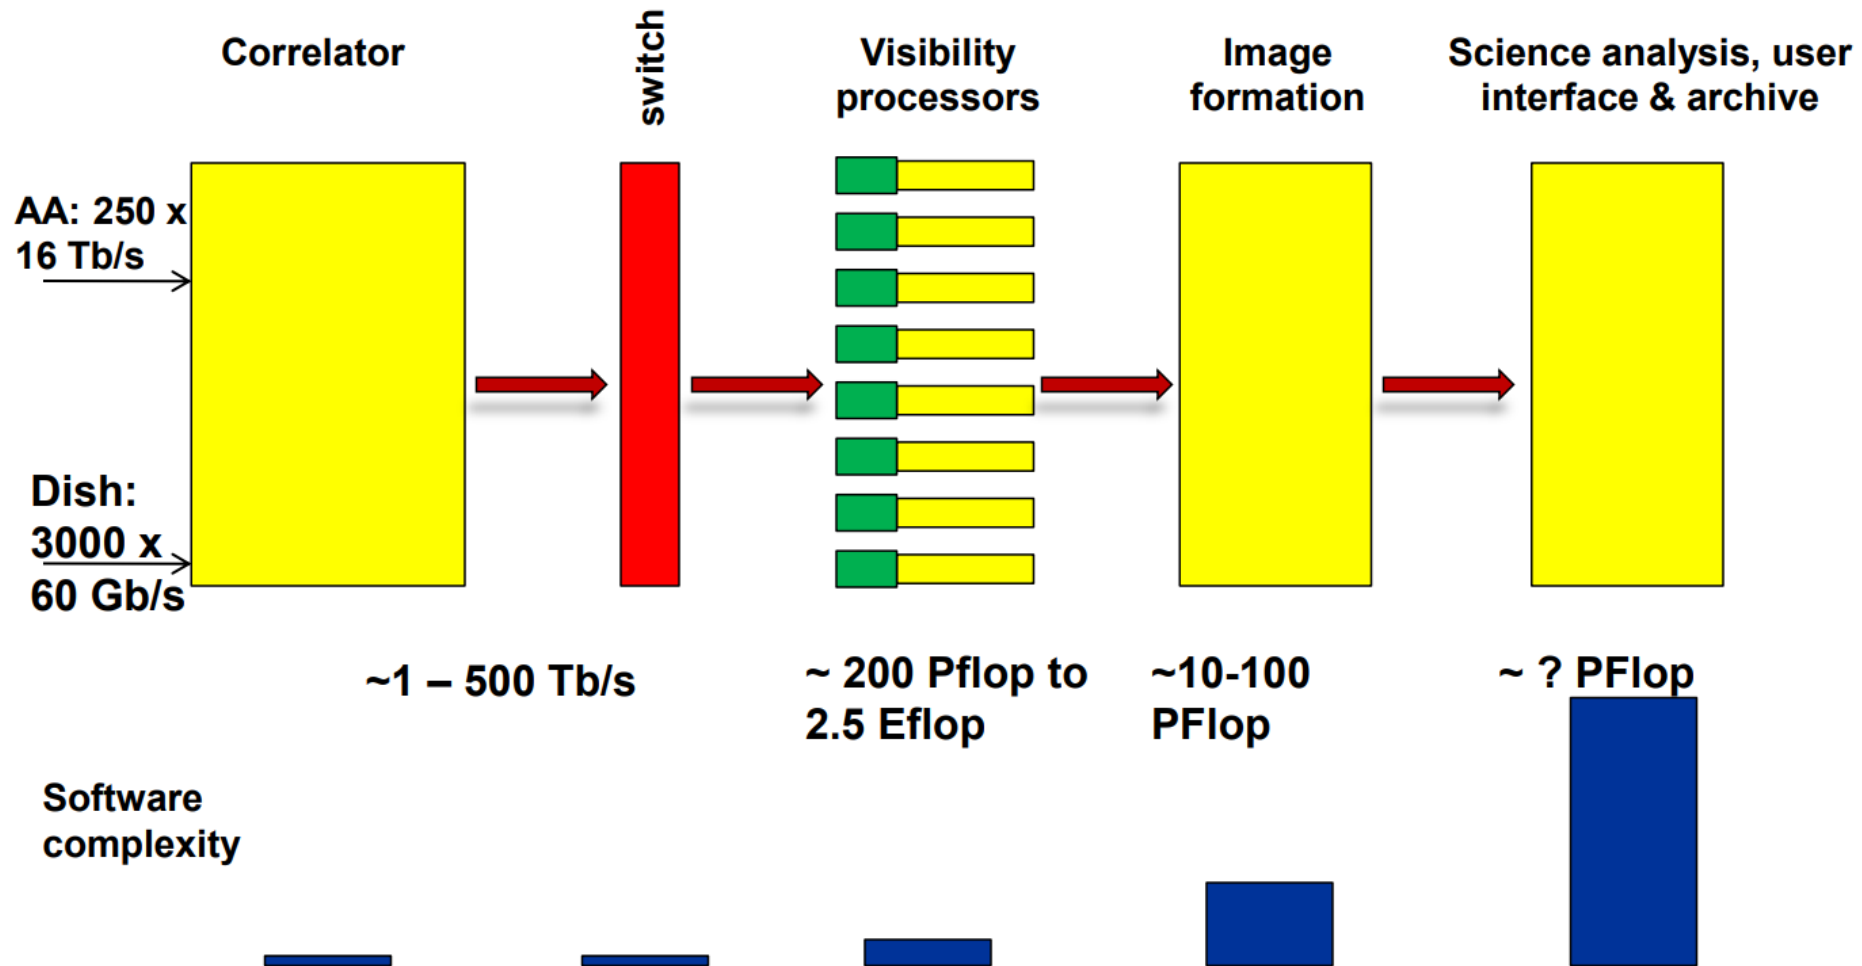 Correlator
switch
Visibility
processors
Image
formation
Science analysis, user
interface & archive
AA: 250 x
16 Tb/s
Dish:
3000 x
60 Gb/s
~1 – 500 Tb/s
~ 200 Pflop to
2.5 Eflop
~10-100
PFlop
~ ? PFlop
Software
complexity